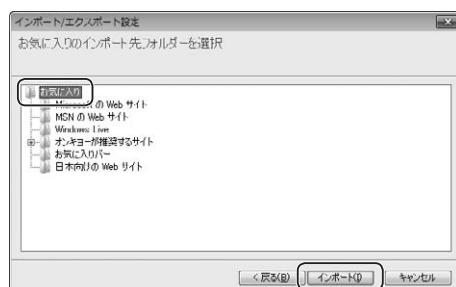 インポート/エクスポート設定
お気に入りのインポート先フォルダーを選択
お気に入り
Microsoft の Web サイト
MSN の Web サイト
Windows Live
オンキヨーが推奨するサイト
お気に入りバー
日本向けの Web サイト
< 戻る(B) インポート(I) キャンセル